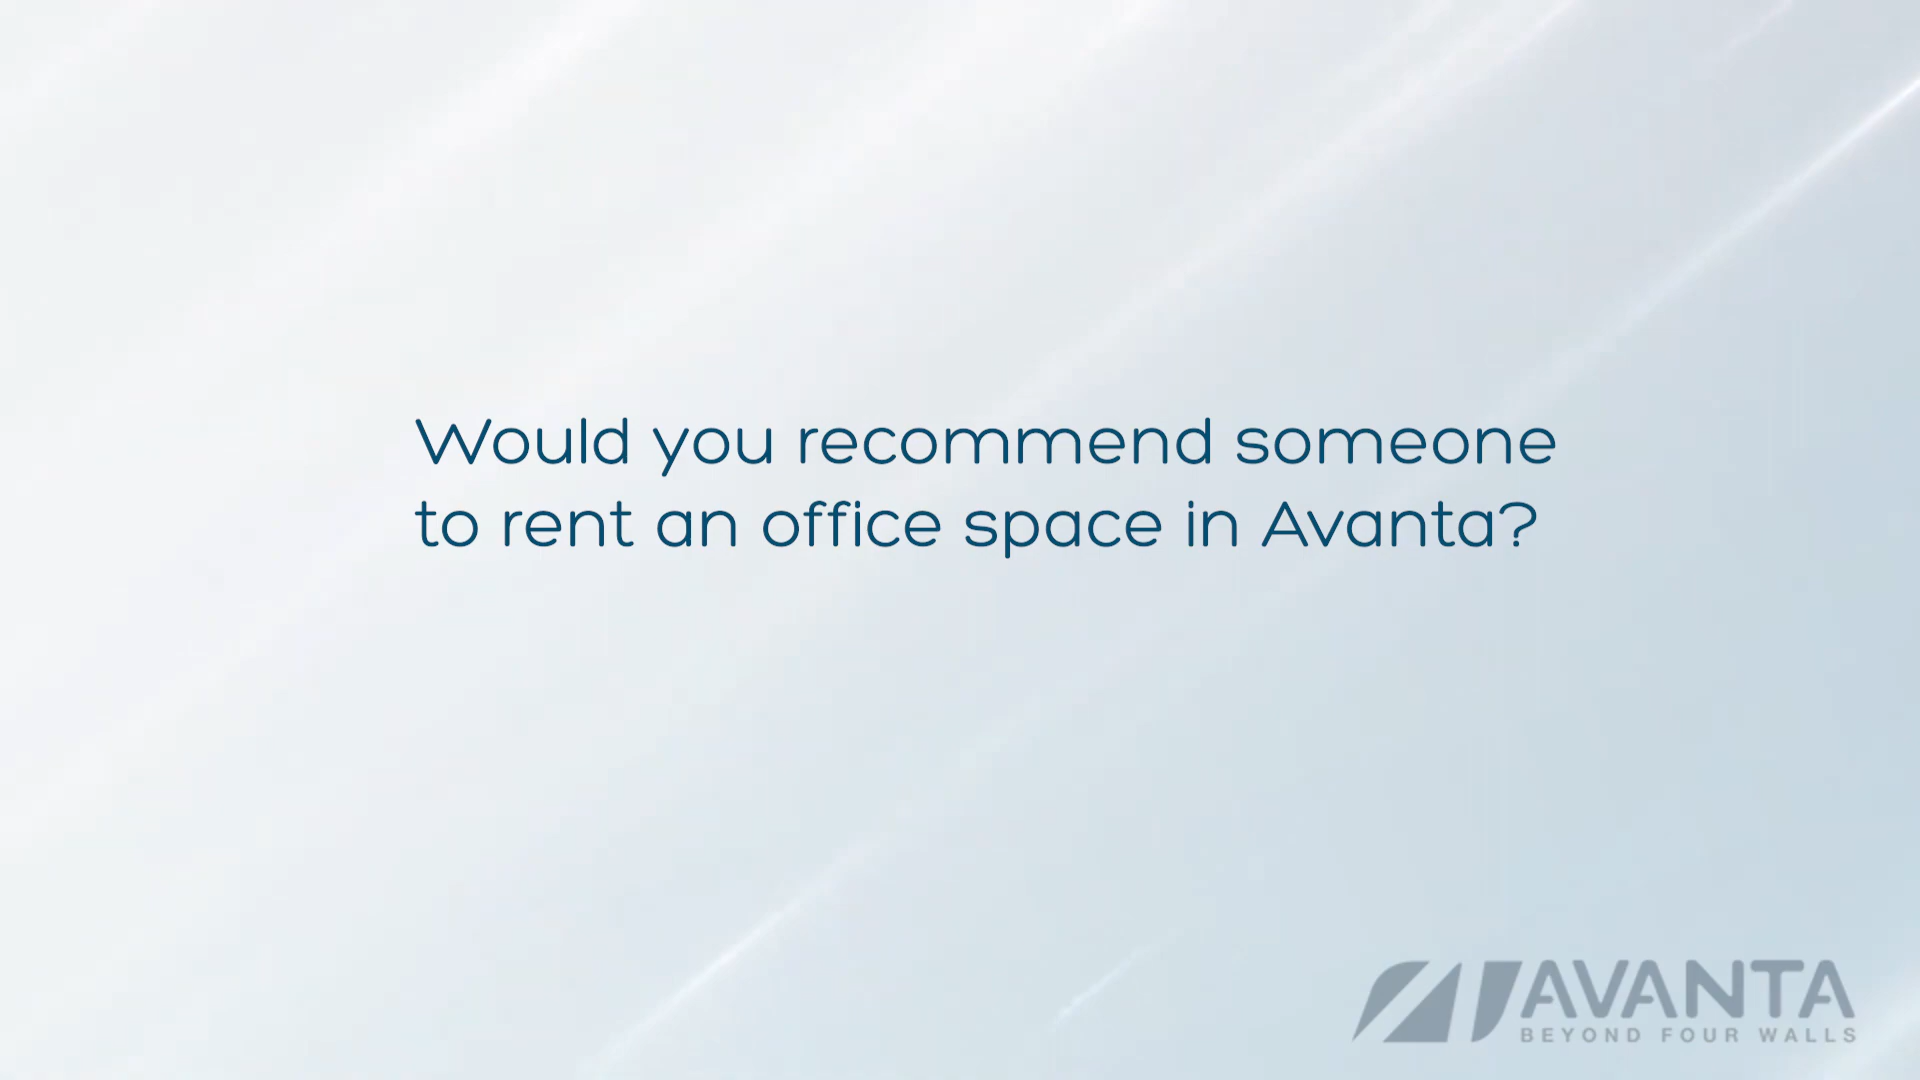 Would you recommend someone
to rent an office space in Avanta?
AVANTA
BEYOND FOUR WALLS